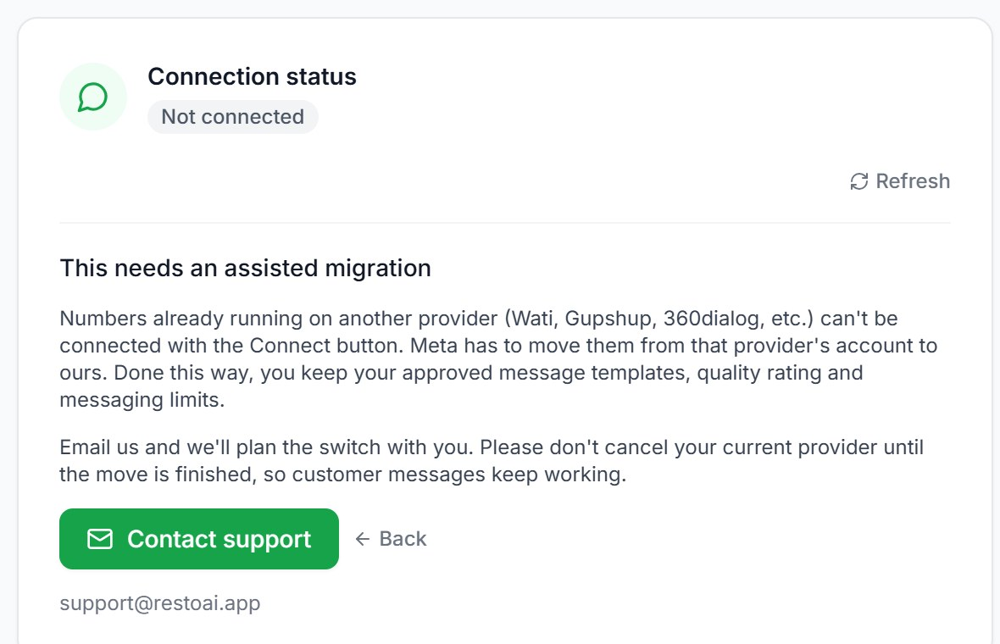 Connection status
Not connected
Refresh
This needs an assisted migration
Numbers already running on another provider (Wati, Gupshup, 360dialog, etc.) can't be
connected with the Connect button. Meta has to move them from that provider's account to
ours. Done this way, you keep your approved message templates, quality rating and
messaging limits.
Email us and we'll plan the switch with you. Please don't cancel your current provider until
the move is finished, so customer messages keep working.
Contact support
Back
support@restoai.app